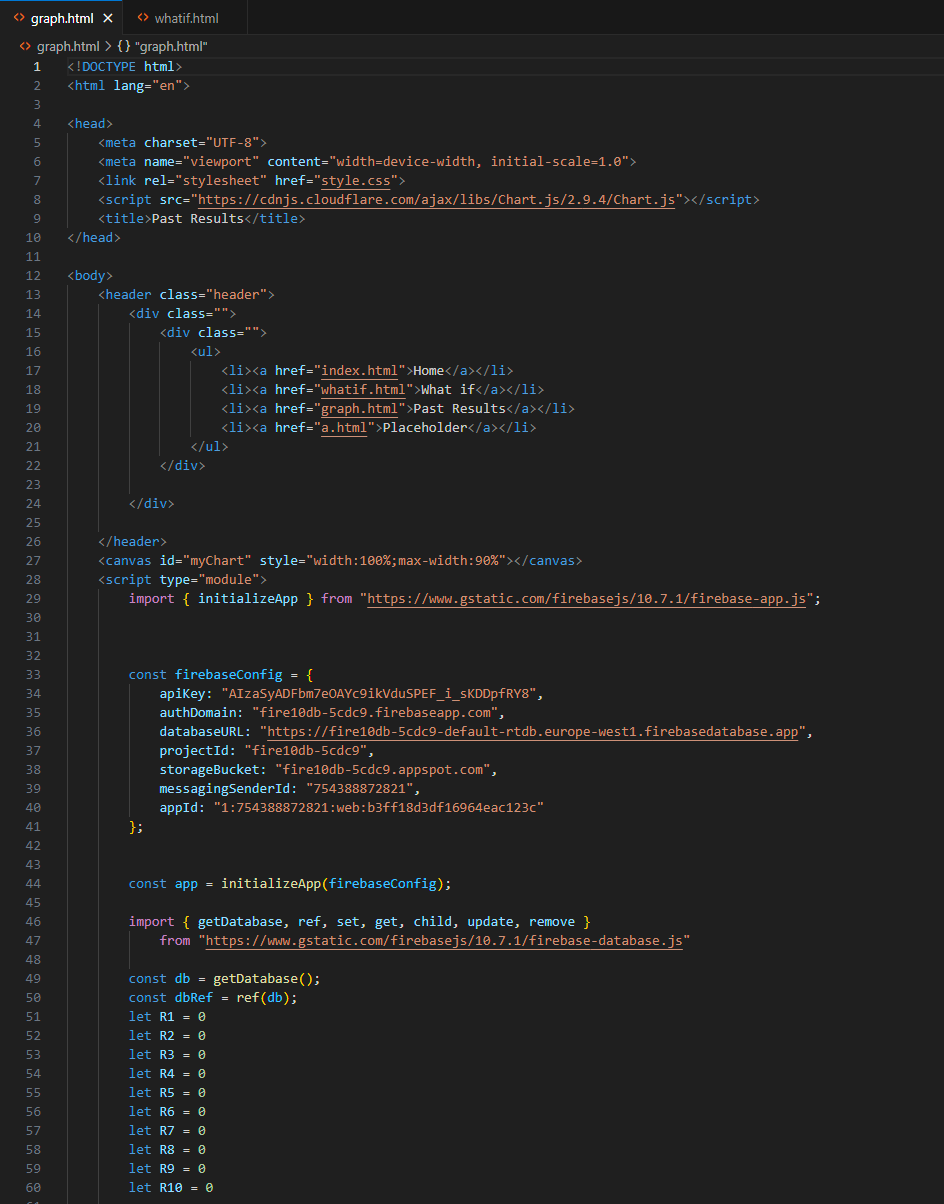 graph.html
whatif.html
graph.html > {} "graph.html"
1 <!DOCTYPE html>
2 <html lang="en">
3
4 <head>
5     <meta charset="UTF-8">
6     <meta name="viewport" content="width=device-width, initial-scale=1.0">
7     <link rel="stylesheet" href="style.css">
8     <script src="https://cdnjs.cloudflare.com/ajax/libs/Chart.js/2.9.4/Chart.js"></script>
9     <title>Past Results</title>
10 </head>
11
12 <body>
13     <header class="header">
14         <div class="">
15             <div class="">
16                 <ul>
17                     <li><a href="index.html">Home</a></li>
18                     <li><a href="whatif.html">What if</a></li>
19                     <li><a href="graph.html">Past Results</a></li>
20                     <li><a href="a.html">Placeholder</a></li>
21                 </ul>
22             </div>
23
24         </div>
25
26     </header>
27     <canvas id="myChart" style="width:100%;max-width:90%"></canvas>
28     <script type="module">
29         import { initializeApp } from "https://www.gstatic.com/firebasejs/10.7.1/firebase-app.js";
30
31
32
33         const firebaseConfig = {
34             apiKey: "AIzaSyADFbm7eOAYc9ikVduSPEF_i_sKDDpfRY8",
35             authDomain: "fire10db-5cdc9.firebaseapp.com",
36             databaseURL: "https://fire10db-5cdc9-default-rtdb.europe-west1.firebasedatabase.app",
37             projectId: "fire10db-5cdc9",
38             storageBucket: "fire10db-5cdc9.appspot.com",
39             messagingSenderId: "754388872821",
40             appId: "1:754388872821:web:b3ff18d3df16964eac123c"
41         };
42
43
44         const app = initializeApp(firebaseConfig);
45
46         import { getDatabase, ref, set, get, child, update, remove }
47             from "https://www.gstatic.com/firebasejs/10.7.1/firebase-database.js"
48
49         const db = getDatabase();
50         const dbRef = ref(db);
51         let R1 = 0
52         let R2 = 0
53         let R3 = 0
54         let R4 = 0
55         let R5 = 0
56         let R6 = 0
57         let R7 = 0
58         let R8 = 0
59         let R9 = 0
60         let R10 = 0